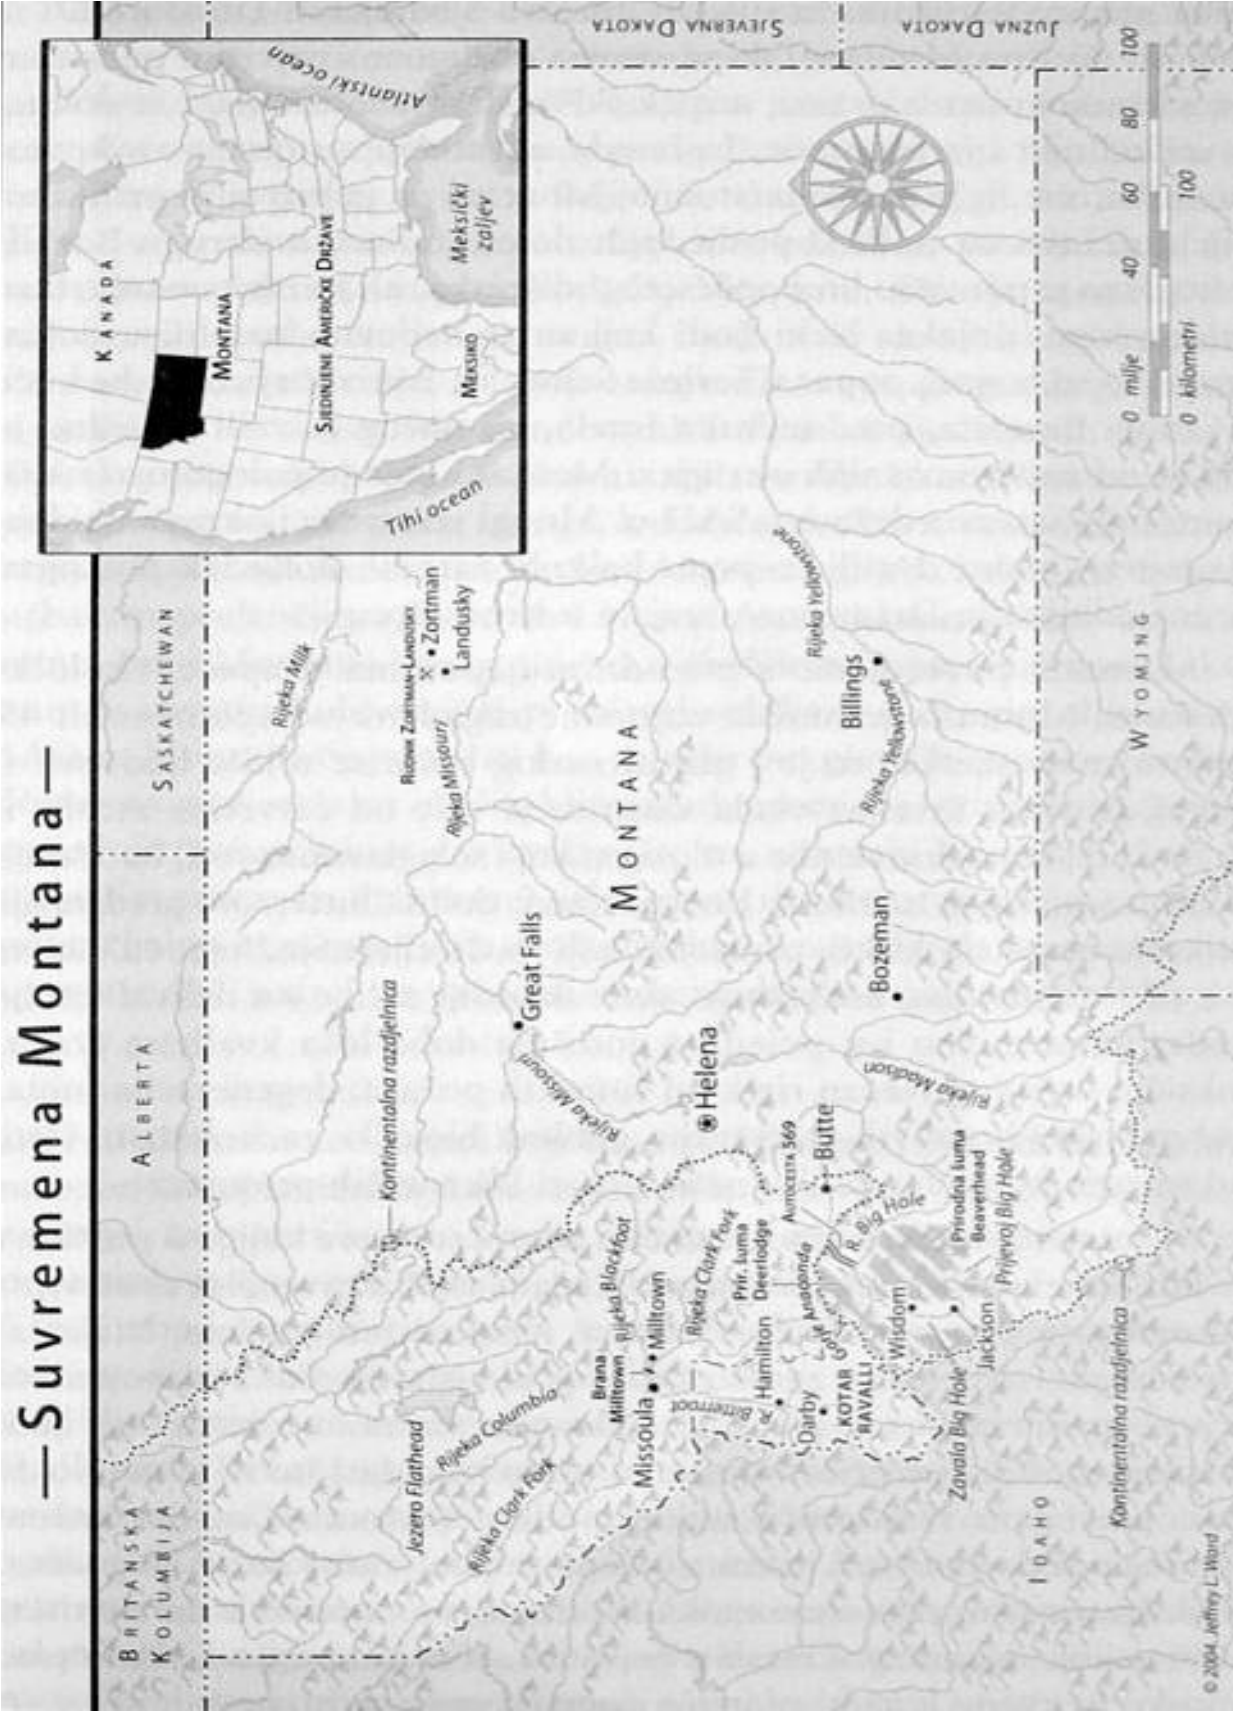 —Suvremena Montana—
BRITANSKA
KOLUMBIJA
ALBERTA
SASKATCHEWAN
KANADA
MONTANA
SJEDINJENE AMERIČKE DRŽAVE
MEKSIKO
Meksički
zaljev
Atlantski ocean
Tihi ocean
SJEVERNA DAKOTA
JUŽNA DAKOTA
Rijeka Milk
Kontinentalna razdjelnica
RUDNIK ZORTMAN-LANDUSKY
Zortman
Landusky
Rijeka Missouri
Jezero Flathead
Rijeka Columbia
Rijeka Clark Fork
Great Falls
Rijeka Missouri
MONTANA
Brana
Milltown
Rijeka Blackfoot
Milltown
Missoula
Rijeka Clark Fork
Helena
R. Bitterroot
Hamilton
Darby
KOTAR
RAVALLI
Prir. šuma
Deerlodge
AUTOCESTA 569
Butte
Anaconda
R. Big Hole
Wisdom
Jackson
Zavala Big Hole
Prirodna šuma
Beaverhead
Prijevoj Big Hole
Rijeka Madison
Bozeman
Billings
Rijeka Yellowstone
Rijeka Yellowstone
IDAHO
Kontinentalna razdjelnica
WYOMING
0 milje 40 60 80 100
0 kilometri 100
© 2004 Jeffrey L. Ward